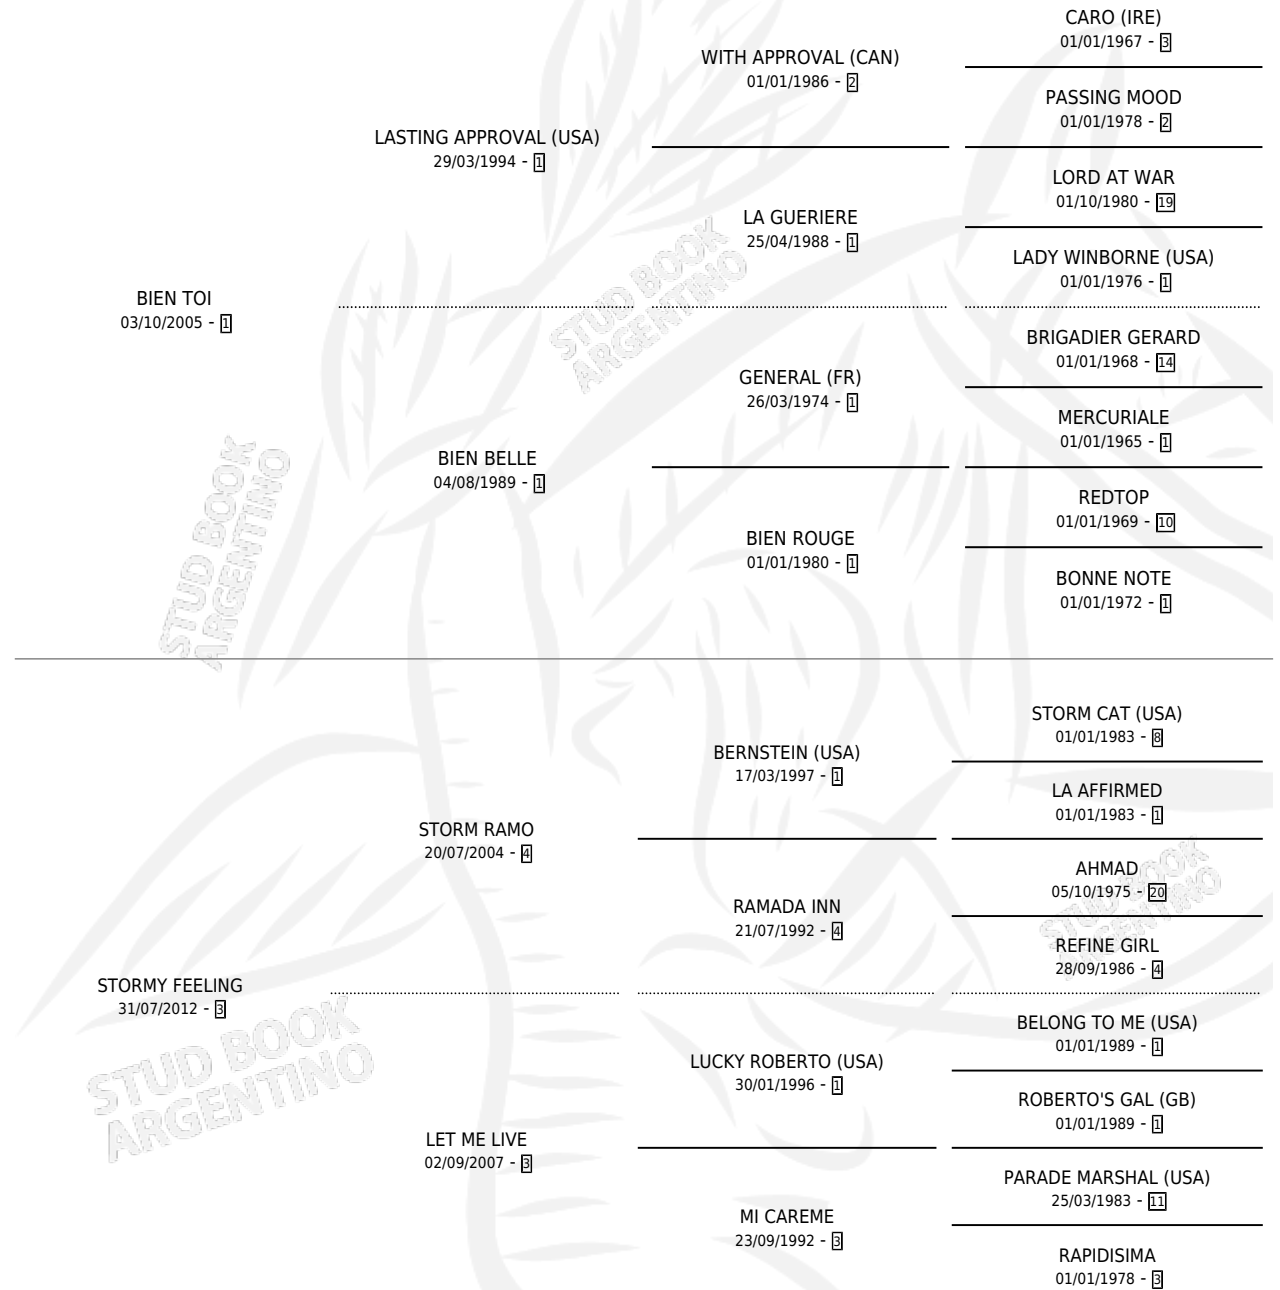 CARO (IRE)
01/01/1967 - 3
WITH APPROVAL (CAN)
01/01/1986 - 2
PASSING MOOD
01/01/1978 - 2
LASTING APPROVAL (USA)
29/03/1994 - 1
LORD AT WAR
01/10/1980 - 19
LA GUERIERE
25/04/1988 - 1
LADY WINBORNE (USA)
01/01/1976 - 1
BIEN TOI
03/10/2005 - 1
BRIGADIER GERARD
01/01/1968 - 14
GENERAL (FR)
26/03/1974 - 1
MERCURIALE
01/01/1965 - 1
BIEN BELLE
04/08/1989 - 1
REDTOP
01/01/1969 - 10
BIEN ROUGE
01/01/1980 - 1
BONNE NOTE
01/01/1972 - 1
STUD BOOK
ARGENTINO
STUD BOOK
ARGENTINO
STORM CAT (USA)
01/01/1983 - 8
BERNSTEIN (USA)
17/03/1997 - 1
LA AFFIRMED
01/01/1983 - 1
STORM RAMO
20/07/2004 - 4
AHMAD
05/10/1975 - 20
RAMADA INN
21/07/1992 - 4
REFINE GIRL
28/09/1986 - 4
STORMY FEELING
31/07/2012 - 3
BELONG TO ME (USA)
01/01/1989 - 1
LUCKY ROBERTO (USA)
30/01/1996 - 1
ROBERTO'S GAL (GB)
01/01/1989 - 1
LET ME LIVE
02/09/2007 - 3
PARADE MARSHAL (USA)
25/03/1983 - 11
MI CAREME
23/09/1992 - 3
RAPIDISIMA
01/01/1978 - 3
STUD BOOK
ARGENTINO
STUD BOOK
ARGENTINO